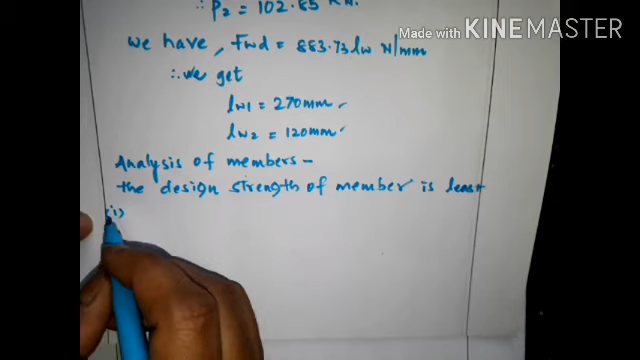 ∴ P2 = 102.85 KN.
Made with KINEMASTER
we have, Fwd = 883.73 lw N/mm
∴ we get
lw1 = 270mm
lw2 = 120mm
Analysis of members -
the design strength of member is least
i)